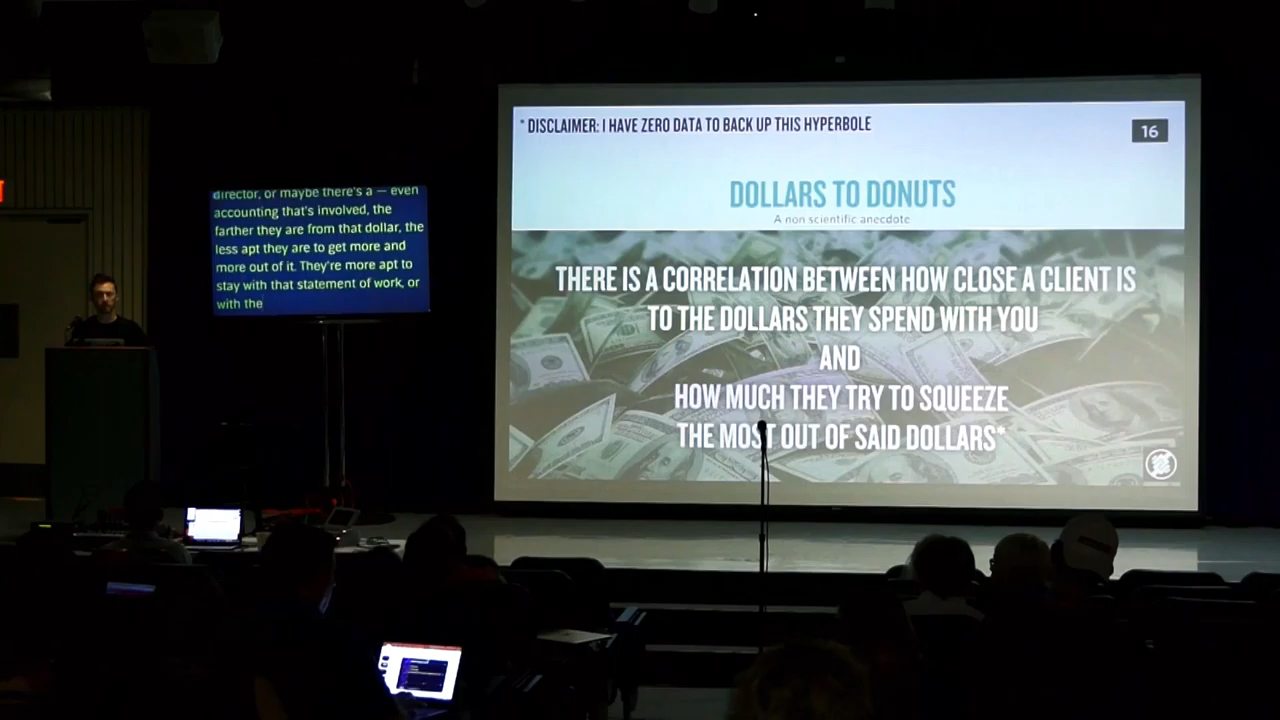 * DISCLAIMER: I HAVE ZERO DATA TO BACK UP THIS HYPERBOLE
16
DOLLARS TO DONUTS
A non scientific anecdote
THERE IS A CORRELATION BETWEEN HOW CLOSE A CLIENT IS
TO THE DOLLARS THEY SPEND WITH YOU
AND
HOW MUCH THEY TRY TO SQUEEZE
THE MOST OUT OF SAID DOLLARS*
director, or maybe there's a — even
accounting that's involved, the
farther they are from that dollar, the
less apt they are to get more and
more out of it. They're more apt to
stay with that statement of work, or
with the